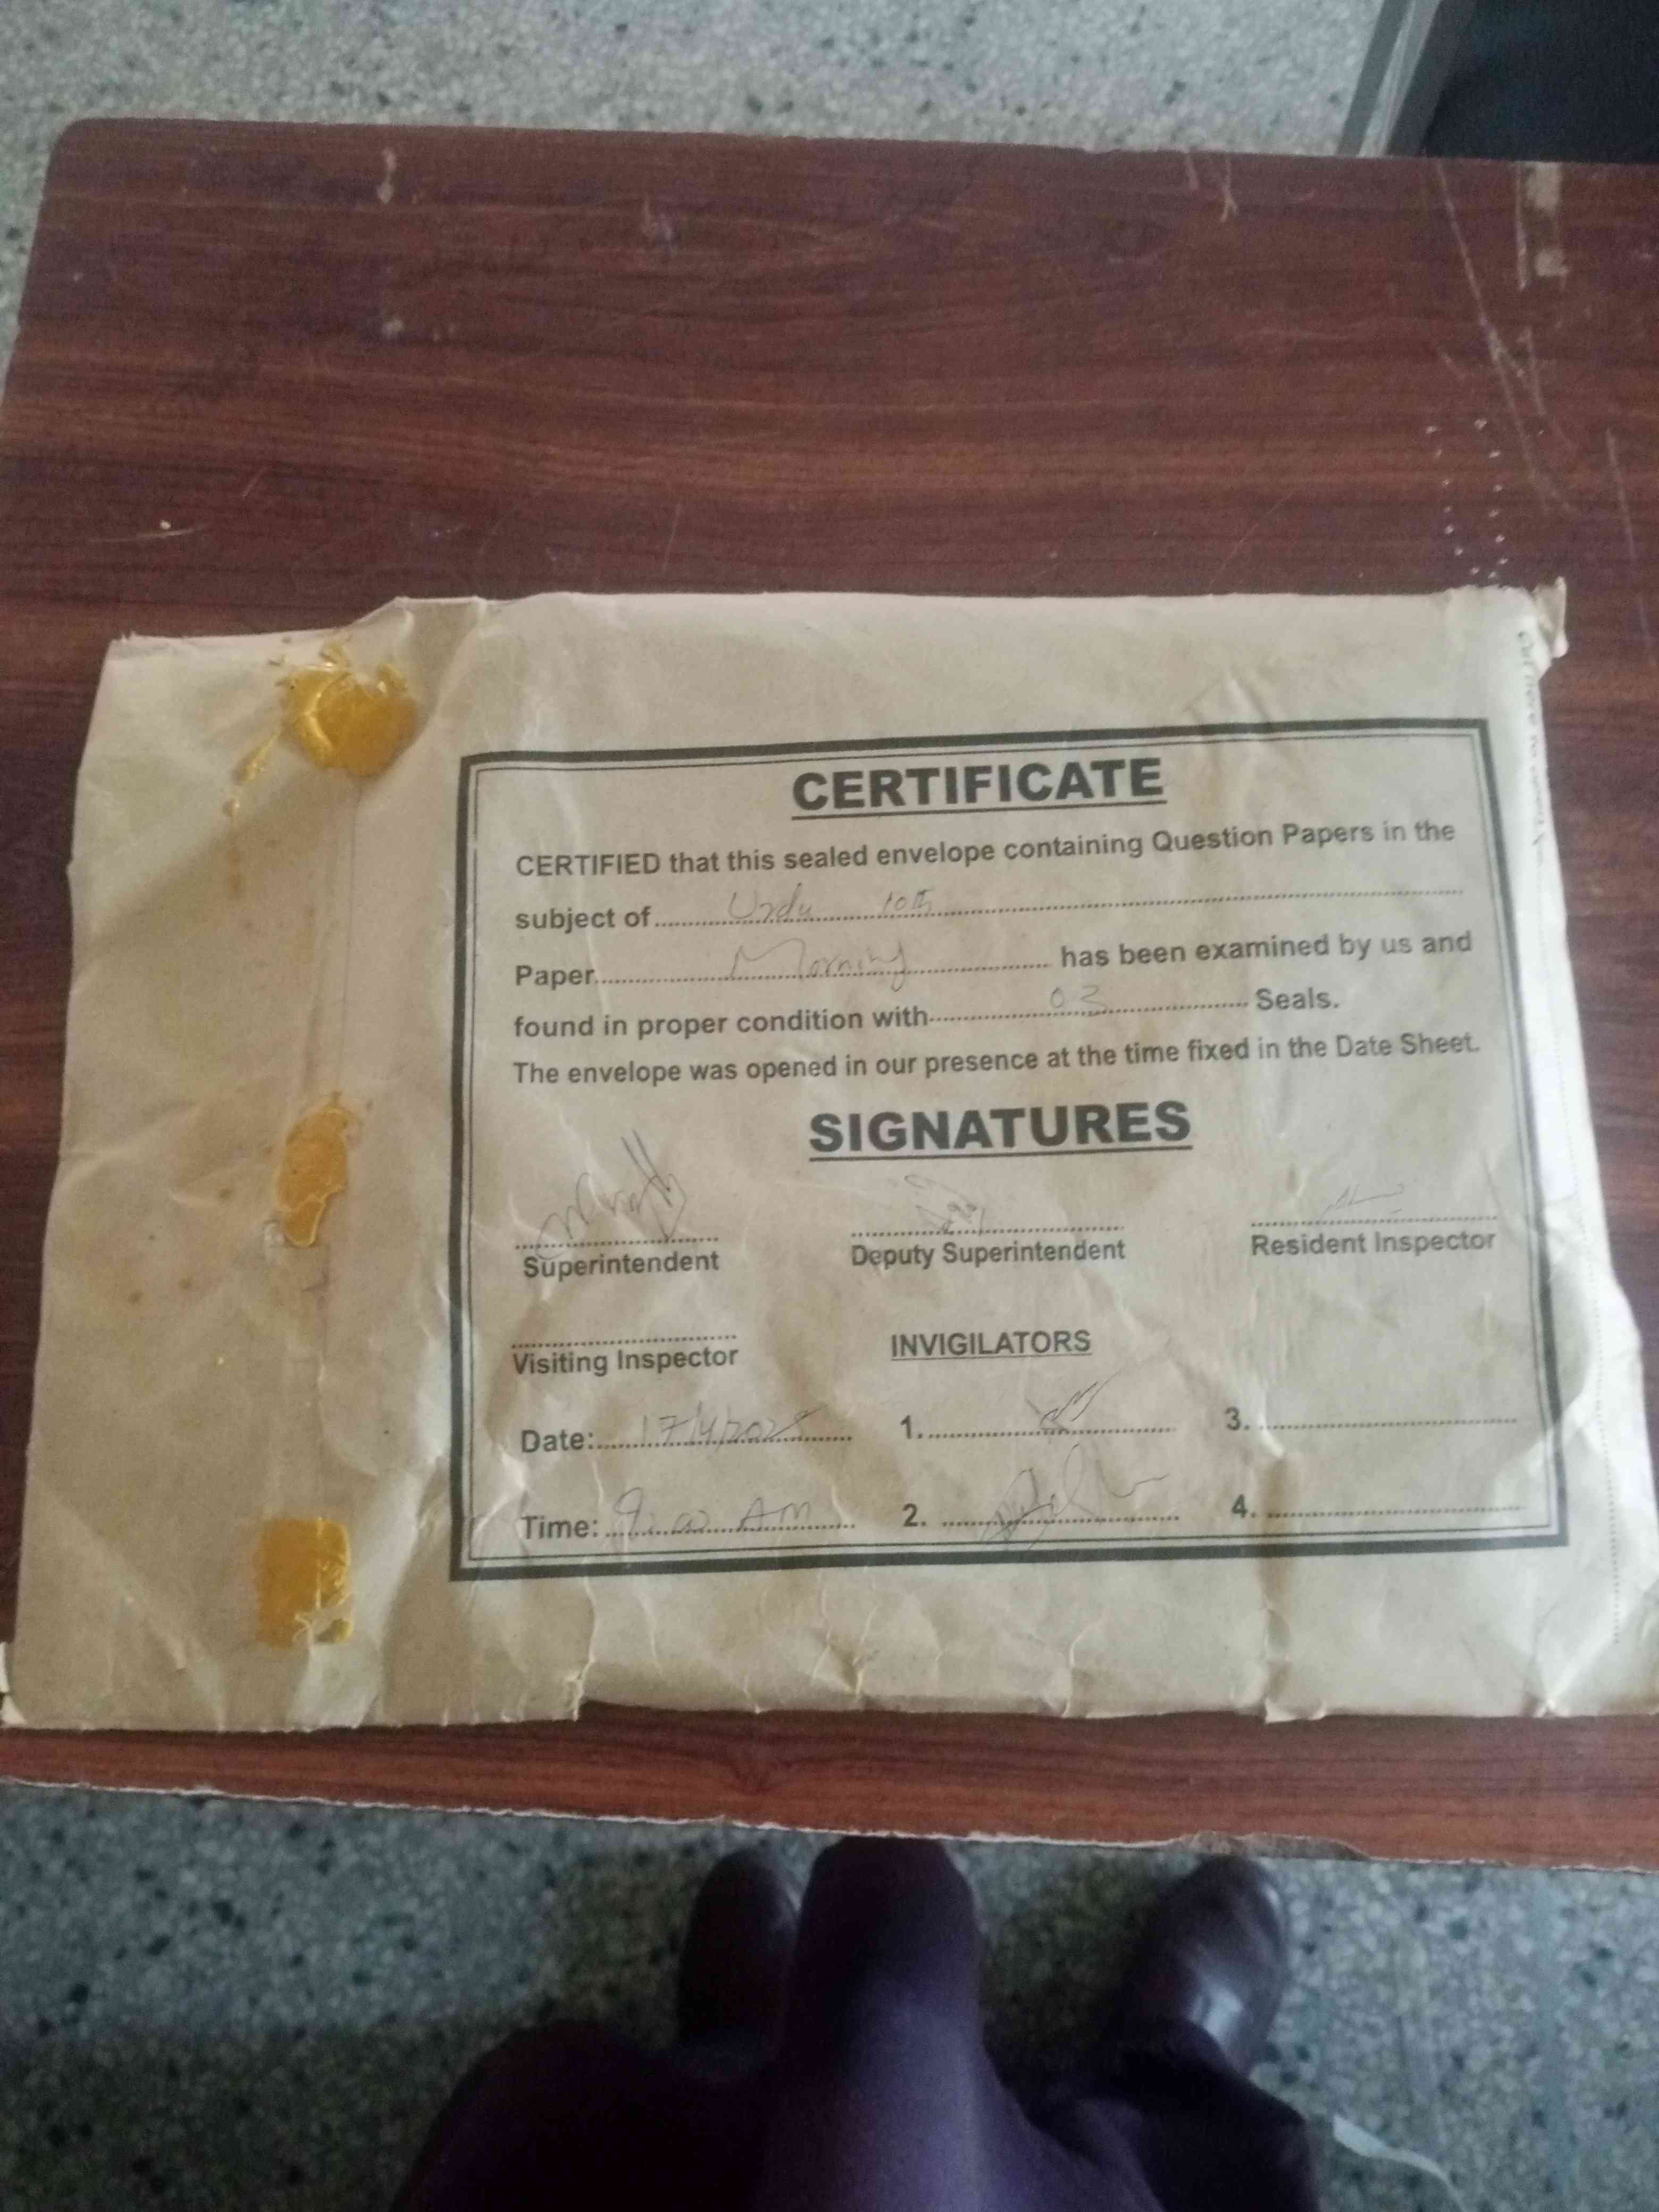 CERTIFICATE
CERTIFIED that this sealed envelope containing Question Papers in the
subject of Urdu 10th
Paper Morning has been examined by us and
found in proper condition with 03 Seals.
The envelope was opened in our presence at the time fixed in the Date Sheet.
SIGNATURES
Superintendent Deputy Superintendent Resident Inspector
Visiting Inspector INVIGILATORS
Date: 17/4/2025 1. 3.
Time: 9:00 AM 2. 4.